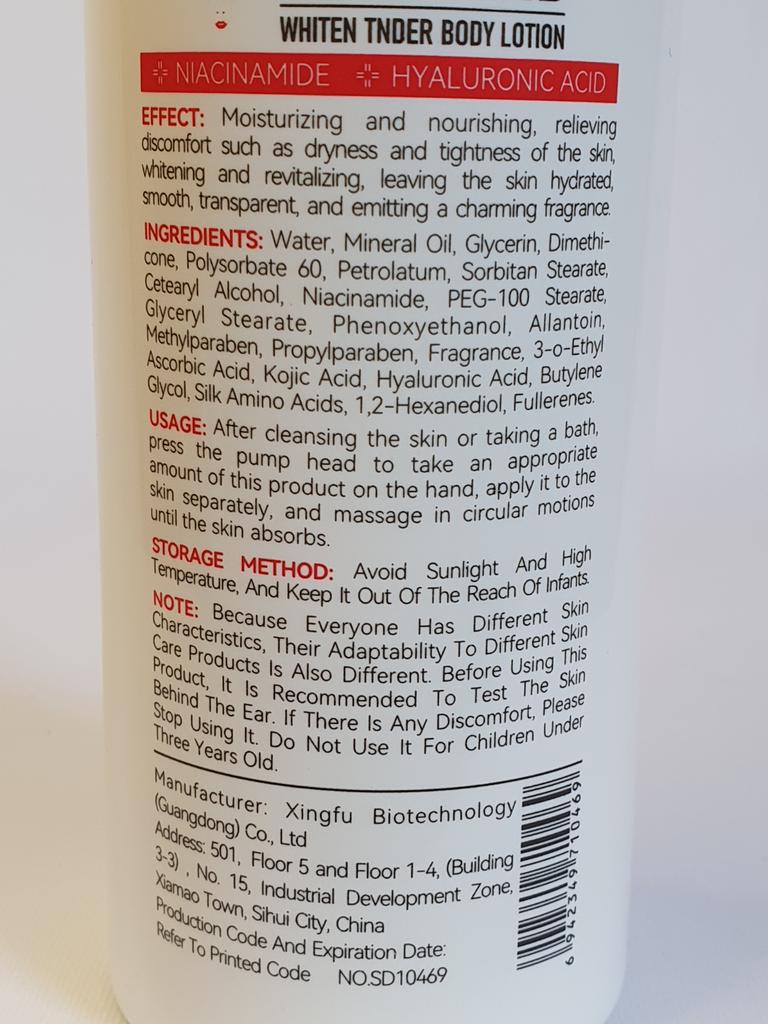 WHITEN TNDER BODY LOTION
NIACINAMIDE HYALURONIC ACID
EFFECT: Moisturizing and nourishing, relieving
discomfort such as dryness and tightness of the skin,
whitening and revitalizing, leaving the skin hydrated,
smooth, transparent, and emitting a charming fragrance.
INGREDIENTS: Water, Mineral Oil, Glycerin, Dimethi-
cone, Polysorbate 60, Petrolatum, Sorbitan Stearate,
Cetearyl Alcohol, Niacinamide, PEG-100 Stearate,
Glyceryl Stearate, Phenoxyethanol, Allantoin,
Methylparaben, Propylparaben, Fragrance, 3-o-Ethyl
Ascorbic Acid, Kojic Acid, Hyaluronic Acid, Butylene
Glycol, Silk Amino Acids, 1,2-Hexanediol, Fullerenes.
USAGE: After cleansing the skin or taking a bath,
press the pump head to take an appropriate
amount of this product on the hand, apply it to the
skin separately, and massage in circular motions
until the skin absorbs.
STORAGE METHOD: Avoid Sunlight And High
Temperature, And Keep It Out Of The Reach Of Infants.
NOTE: Because Everyone Has Different Skin
Characteristics, Their Adaptability To Different Skin
Care Products Is Also Different. Before Using This
Product, It Is Recommended To Test The Skin
Behind The Ear. If There Is Any Discomfort, Please
Stop Using It. Do Not Use It For Children Under
Three Years Old.
Manufacturer: Xingfu Biotechnology
(Guangdong) Co., Ltd
Address: 501, Floor 5 and Floor 1-4, (Building
3-3) , No. 15, Industrial Development Zone,
Xiamao Town, Sihui City, China
Production Code And Expiration Date:
Refer To Printed Code NO.SD10469
6 942349 710469